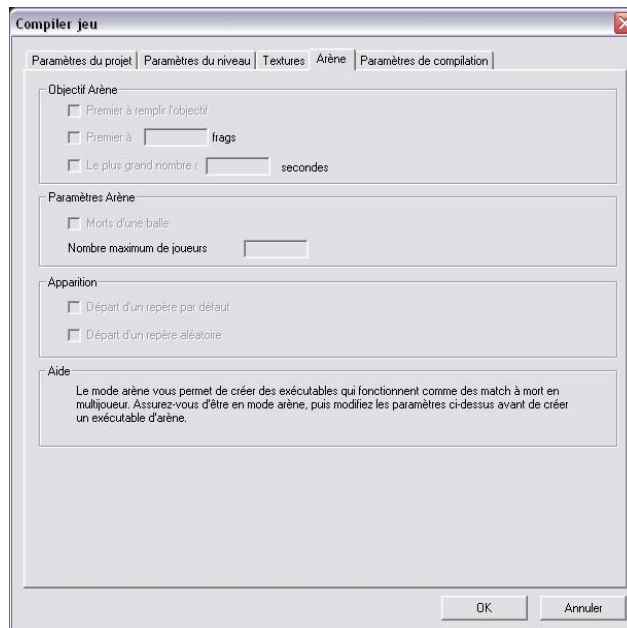 Compiler jeu
Paramètres du projet
Paramètres du niveau
Textures
Arène
Paramètres de compilation
Objectif Arène
Premier à remplir l'objectif
Premier à
frags
Le plus grand nombre
secondes
Paramètres Arène
Morts d'une balle
Nombre maximum de joueurs
Apparition
Départ d'un repère par défaut
Départ d'un repère aléatoire
Aide
Le mode arène vous permet de créer des exécutables qui fonctionnent comme des match à mort en
multijoueur. Assurez-vous d'être en mode arène, puis modifiez les paramètres ci-dessus avant de créer
un exécutable d'arène.
OK
Annuler